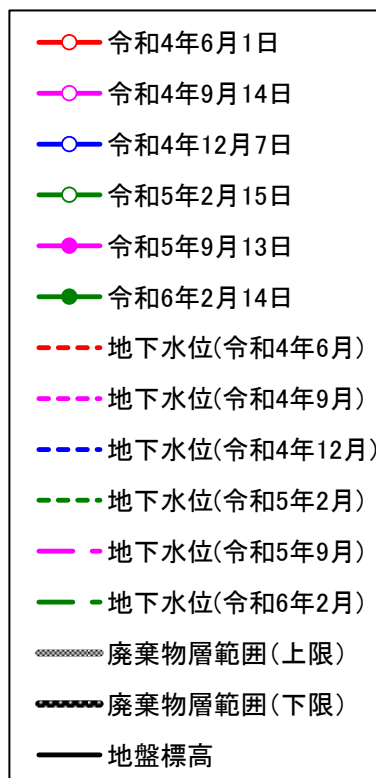 令和4年6月1日
令和4年9月14日
令和4年12月7日
令和5年2月15日
令和5年9月13日
令和6年2月14日
地下水位(令和4年6月)
地下水位(令和4年9月)
地下水位(令和4年12月)
地下水位(令和5年2月)
地下水位(令和5年9月)
地下水位(令和6年2月)
廃棄物層範囲(上限)
廃棄物層範囲(下限)
地盤標高